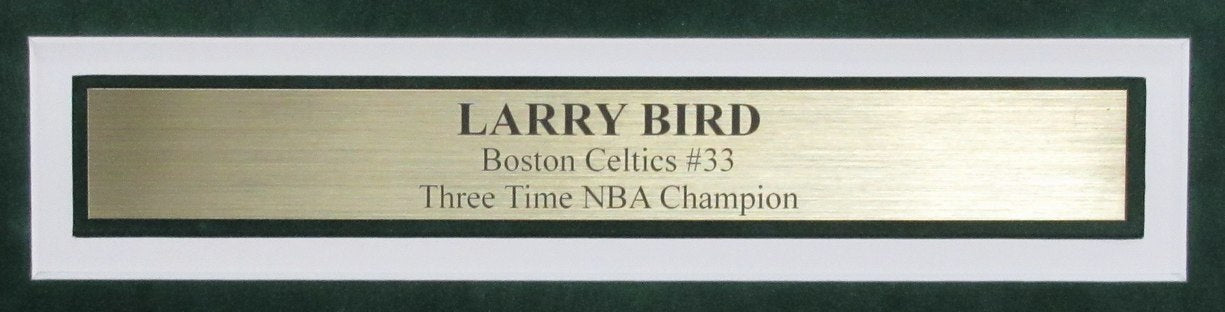 LARRY BIRD
Boston Celtics #33
Three Time NBA Champion